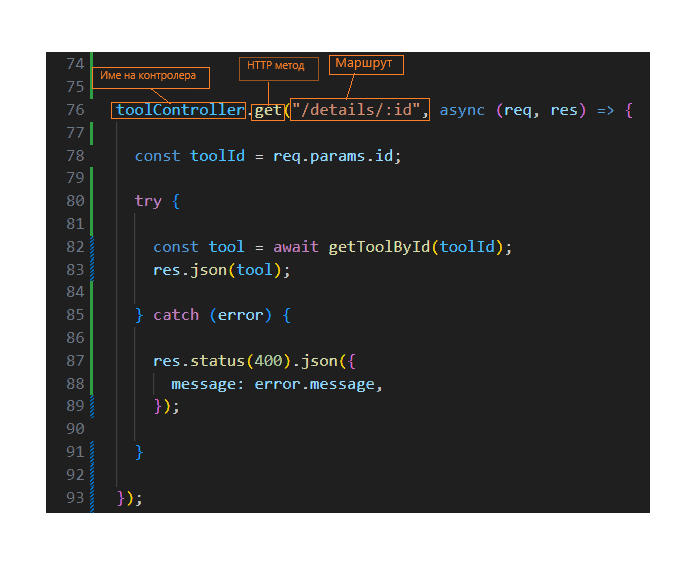 74
Име на контролера
HTTP метод
Маршрут
75
76 toolController.get("/details/:id", async (req, res) => {
77
78 const toolId = req.params.id;
79
80 try {
81
82 const tool = await getToolById(toolId);
83 res.json(tool);
84
85 } catch (error) {
86
87 res.status(400).json({
88 message: error.message,
89 });
90
91 }
92
93 });